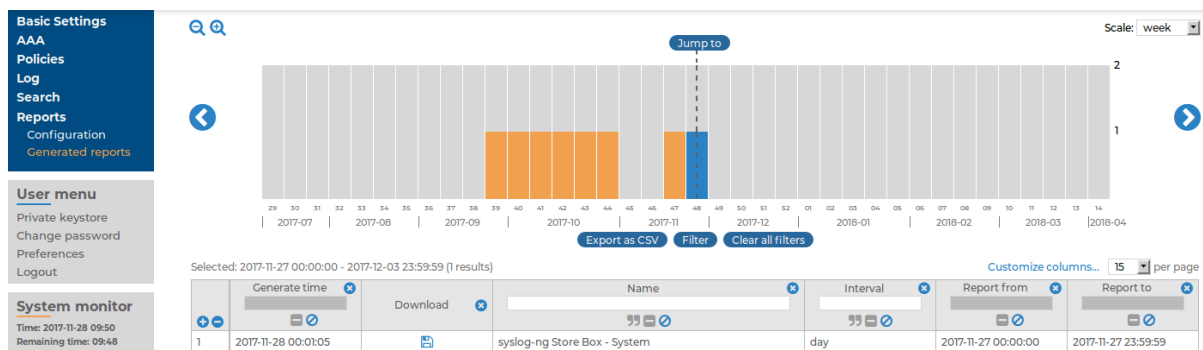 Basic Settings
AAA
Policies
Log
Search
Reports
Configuration
Generated reports
User menu
Private keystore
Change password
Preferences
Logout
System monitor
Time: 2017-11-28 09:50
Remaining time: 09:48
Scale: week
Jump to
2
1
29 30 31 32 33 34 35 36 37 38 39 40 41 42 43 44 45 46 47 48 49 50 51 52 01 02 03 04 05 06 07 08 09 10 11 12 13 14
2017-07 2017-08 2017-09 2017-10 2017-11 2017-12 2018-01 2018-02 2018-03 2018-04
Export as CSV Filter Clear all filters
Selected: 2017-11-27 00:00:00 - 2017-12-03 23:59:59 (1 results)
Customize columns... 15 per page
Generate time Download Name Interval Report from Report to
1 2017-11-28 00:01:05 syslog-ng Store Box - System day 2017-11-27 00:00:00 2017-11-27 23:59:59